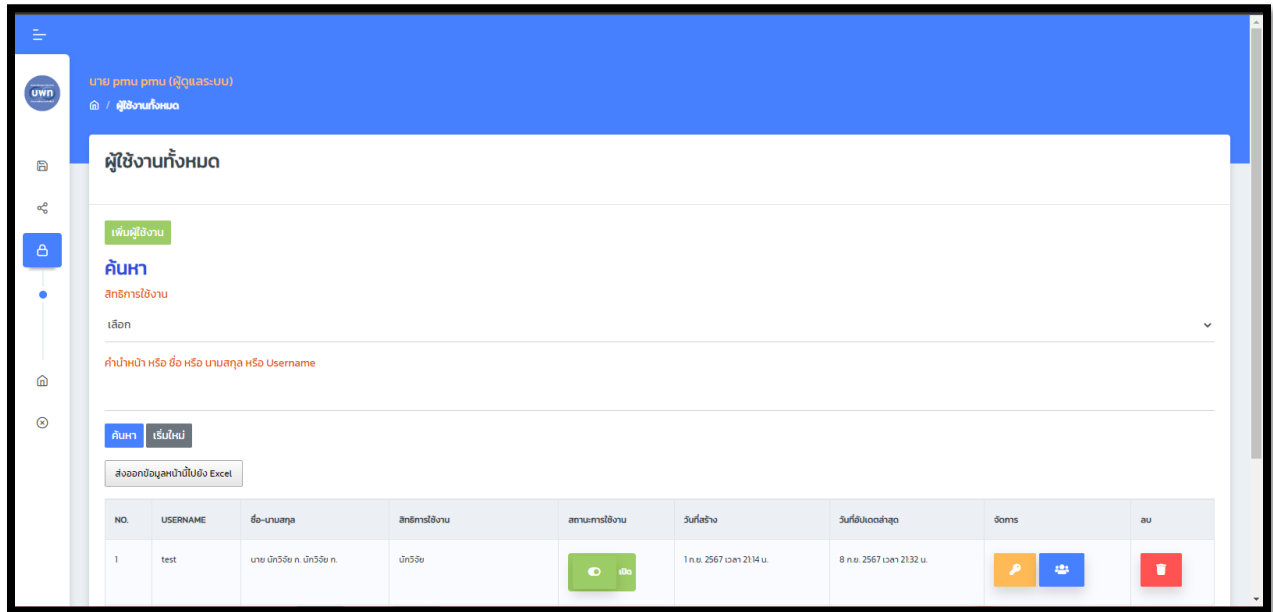 นาย pmu pmu (ผู้ดูแลระบบ)
บพท
/ ผู้ใช้งานทั้งหมด
ผู้ใช้งานทั้งหมด
เพิ่มผู้ใช้งาน
ค้นหา
สิทธิการใช้งาน
เลือก
คำนำหน้า หรือ ชื่อ หรือ นามสกุล หรือ Username
ค้นหา เริ่มใหม่
ส่งออกข้อมูลหน้านี้ไปยัง Excel
NO. USERNAME ชื่อ-นามสกุล สิทธิการใช้งาน สถานะการใช้งาน วันที่สร้าง วันที่อัปเดตล่าสุด จัดการ ลบ
1 test นาย นักวิจัย ก. นักวิจัย ก. นักวิจัย เปิด 1 ก.ย. 2567 เวลา 21:14 น. 8 ก.ย. 2567 เวลา 21:32 น.